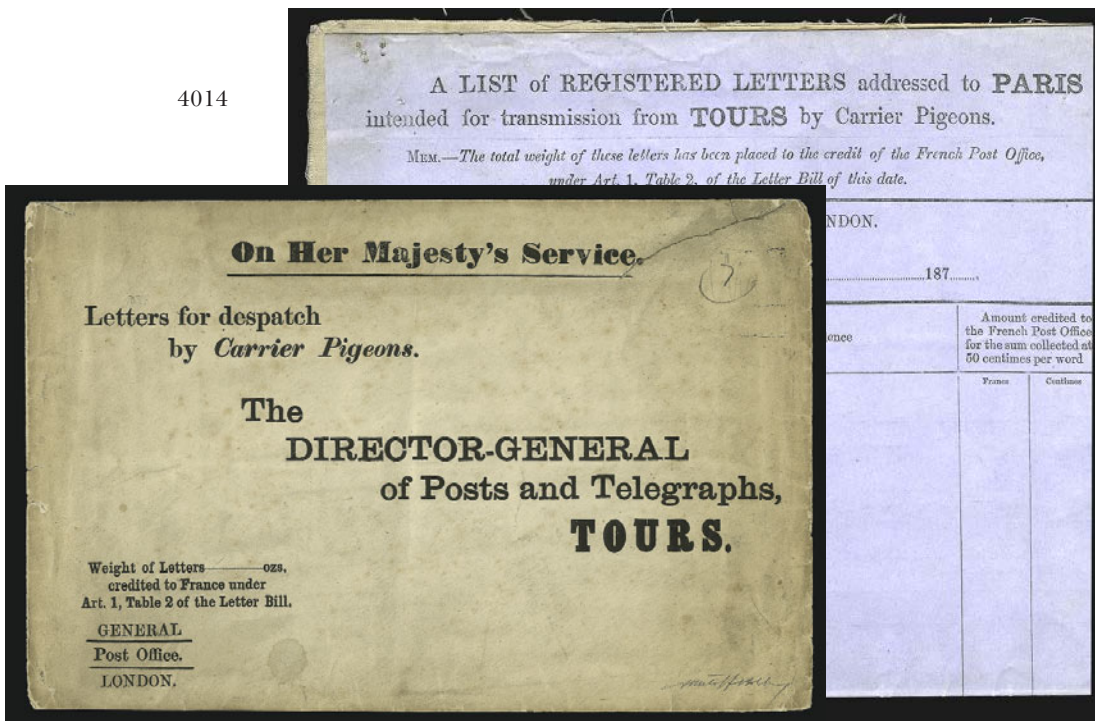 4014
A LIST of REGISTERED LETTERS addressed to PARIS
intended for transmission from TOURS by Carrier Pigeons.
MEM.—The total weight of these letters has been placed to the credit of the French Post Office,
under Art. 1, Table 2, of the Letter Bill of this date.
NDON.
187
ence
Amount credited to
the French Post Office
for the sum collected at
50 centimes per word
Francs
Centimes
On Her Majesty's Service.
Letters for despatch
by Carrier Pigeons.
The
DIRECTOR-GENERAL
of Posts and Telegraphs,
TOURS.
Weight of Letters ozs.
credited to France under
Art. 1, Table 2 of the Letter Bill.
GENERAL
Post Office.
LONDON.